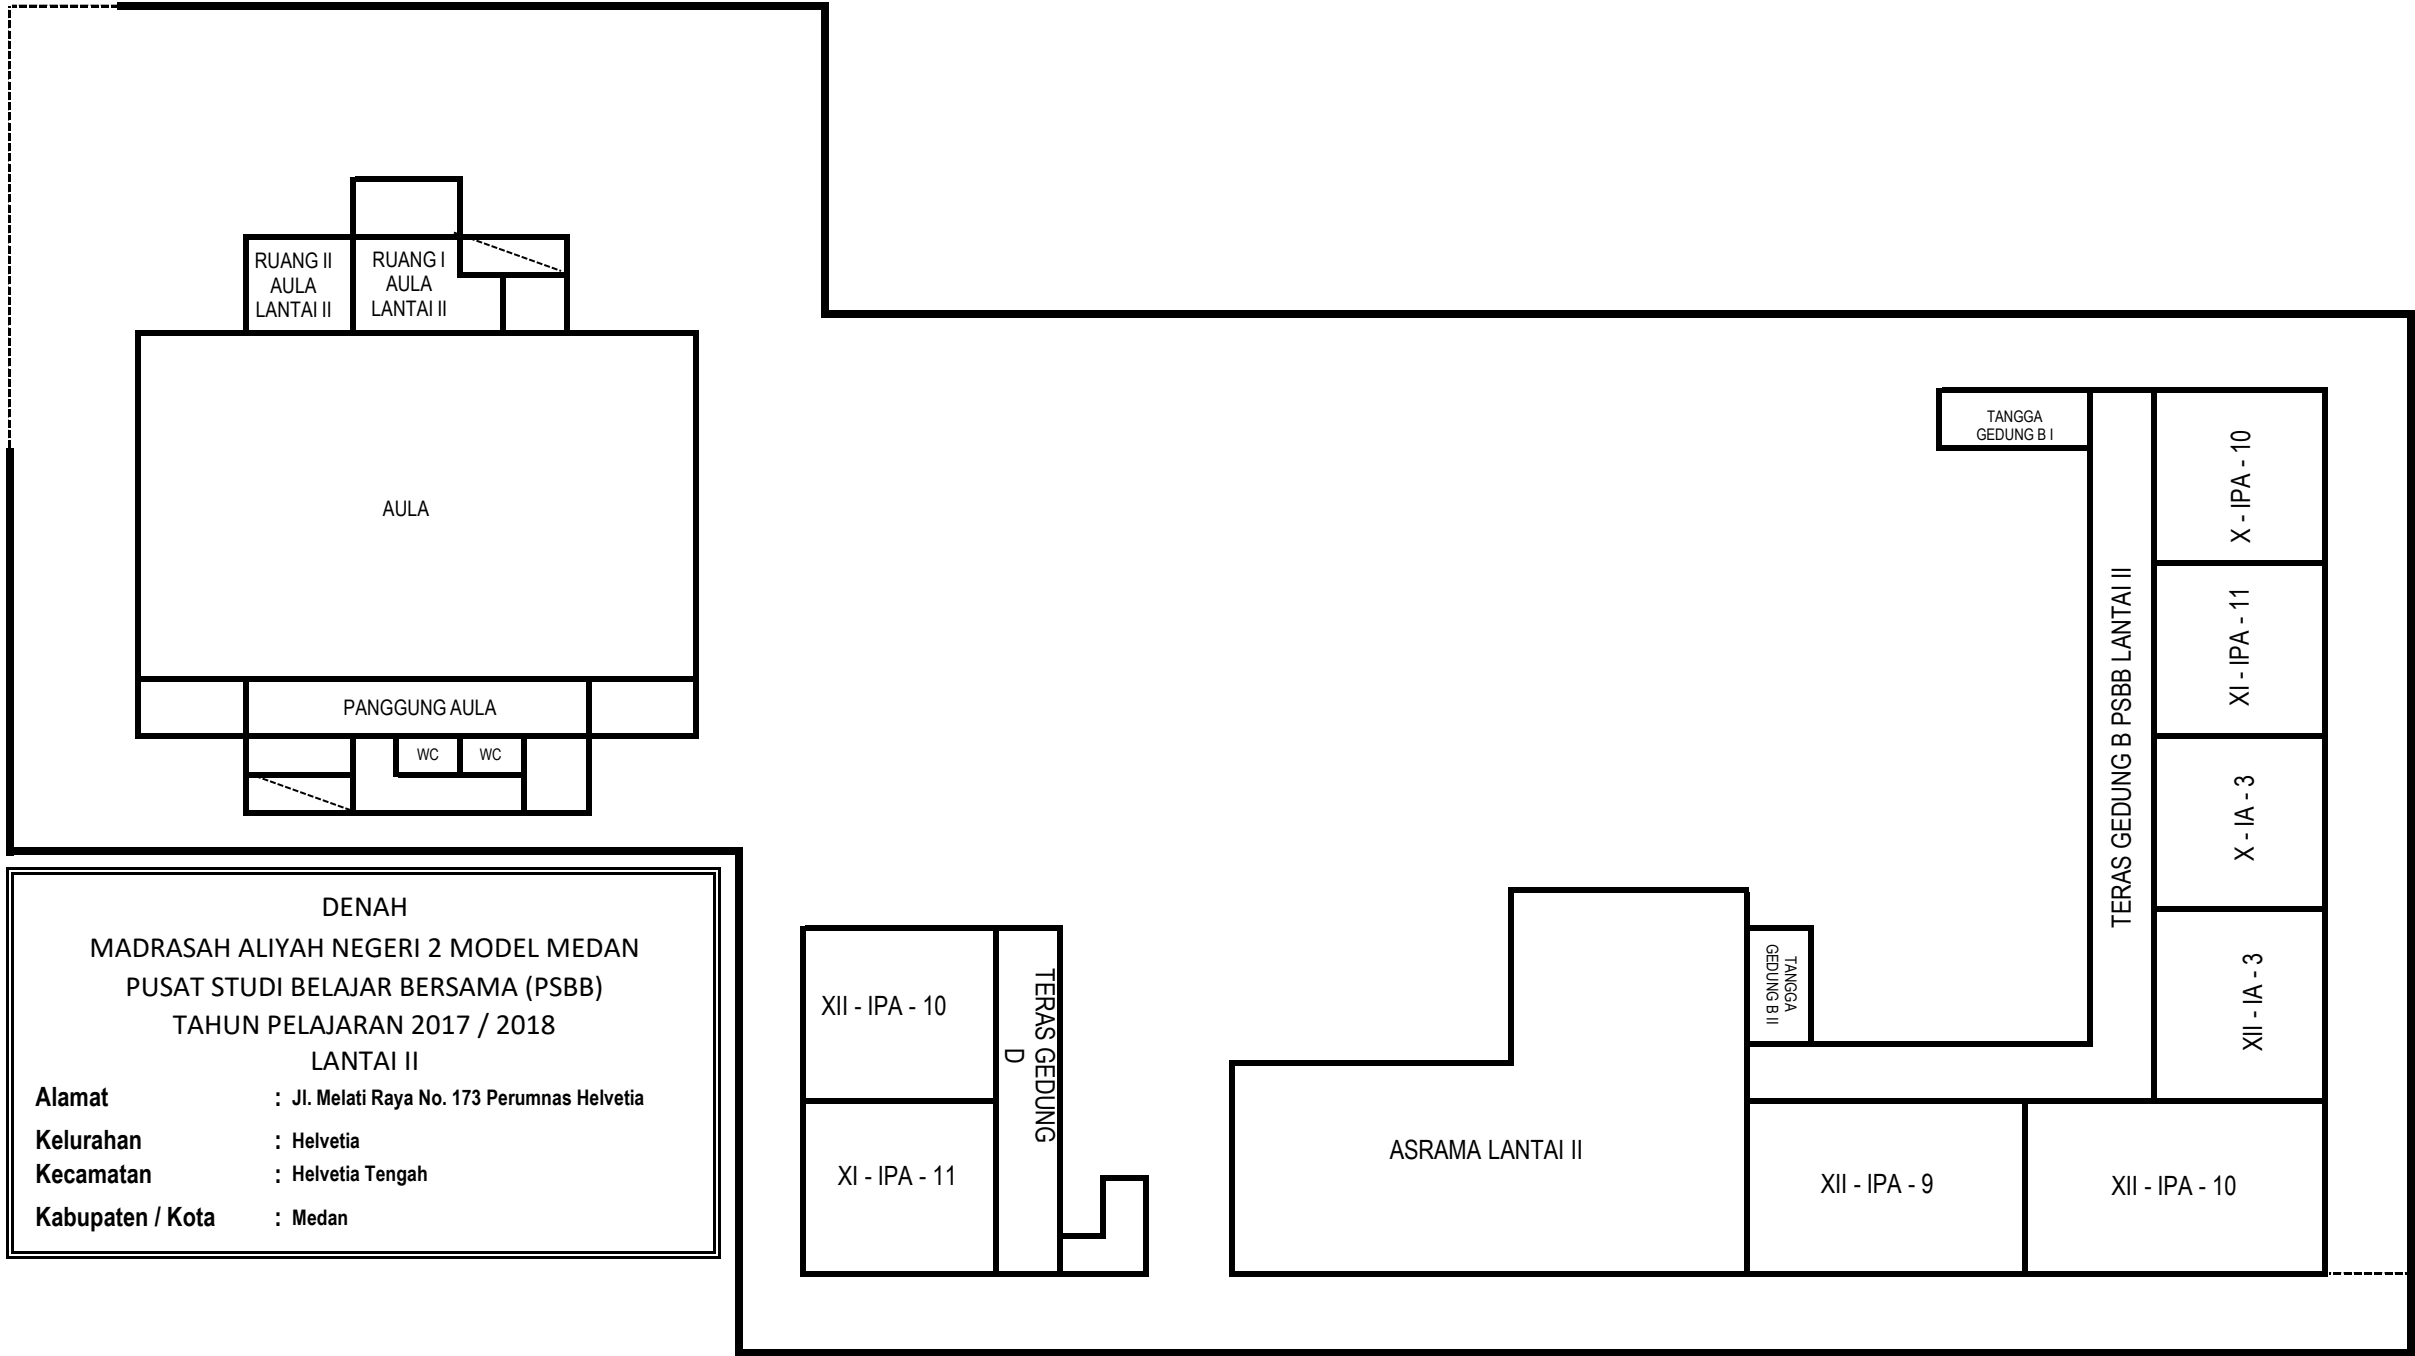 RUANG II
AULA
LANTAI II
RUANG I
AULA
LANTAI II
AULA
PANGGUNG AULA
WC
WC
TANGGA
GEDUNG B I
TERAS GEDUNG B PSBB LANTAI II
X - IPA - 10
XI - IPA - 11
X - IA - 3
XII - IA - 3
XII - IPA - 10
XI - IPA - 11
TERAS GEDUNG
D
ASRAMA LANTAI II
TANGGA
GEDUNG B II
XII - IPA - 9
XII - IPA - 10
DENAH
MADRASAH ALIYAH NEGERI 2 MODEL MEDAN
PUSAT STUDI BELAJAR BERSAMA (PSBB)
TAHUN PELAJARAN 2017 / 2018
LANTAI II
Alamat : Jl. Melati Raya No. 173 Perumnas Helvetia
Kelurahan : Helvetia
Kecamatan : Helvetia Tengah
Kabupaten / Kota : Medan